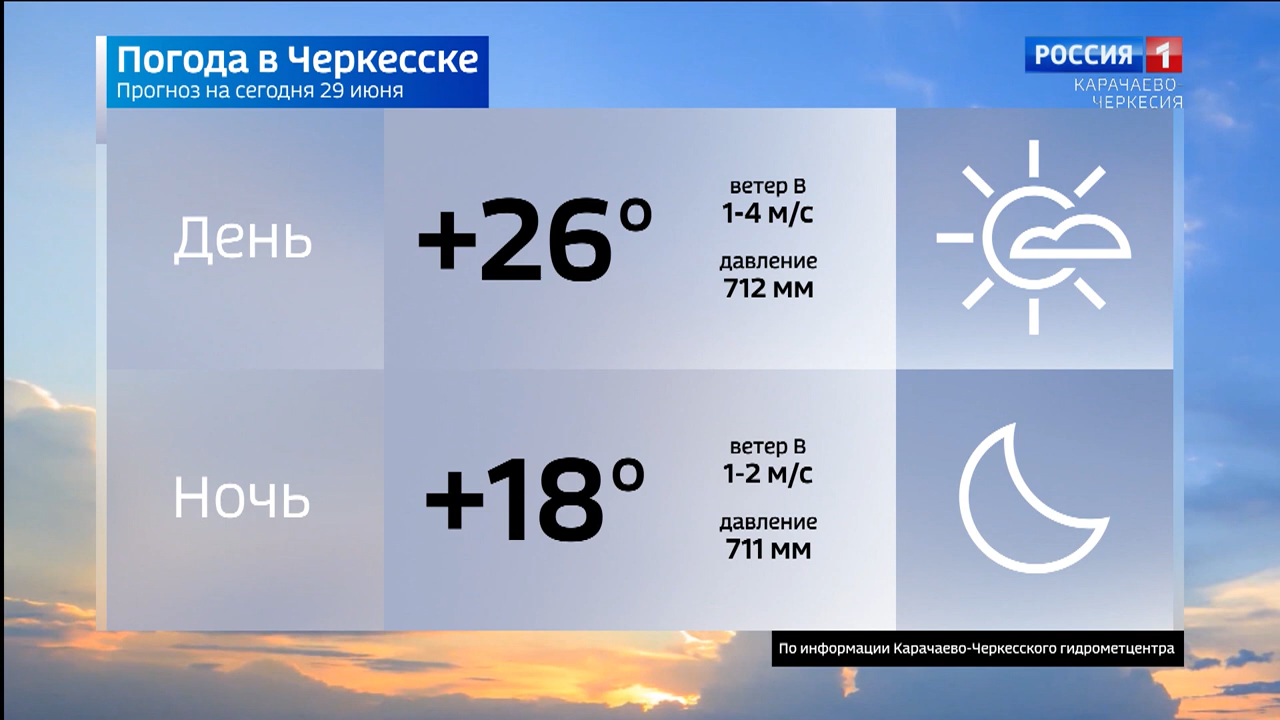 Погода в Черкесске
Прогноз на сегодня 29 июня
РОССИЯ 1
КАРАЧАЕВО-
ЧЕРКЕСИЯ
День
+26°
ветер В
1-4 м/с
давление
712 мм
Ночь
+18°
ветер В
1-2 м/с
давление
711 мм
По информации Карачаево-Черкесского гидрометцентра